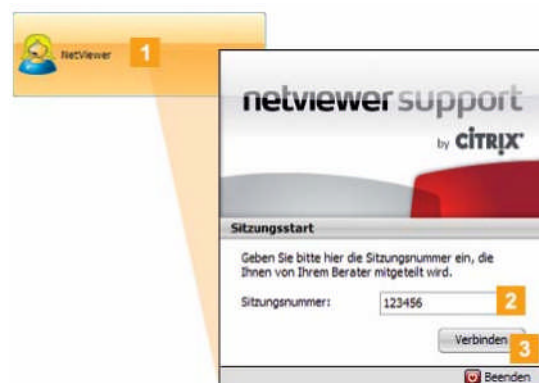 NetViewer 1
netviewer support
by CITRIX
Sitzungsstart
Geben Sie bitte hier die Sitzungsnummer ein, die
Ihnen von Ihrem Berater mitgeteilt wird.
Sitzungsnummer: 123456 2
Verbinden 3
Beenden